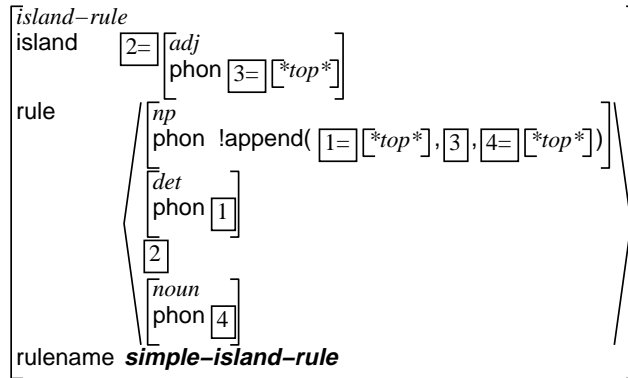 island−rule
island 2= adj
phon 3= *top*
rule np
phon !append( 1= *top* , 3 , 4= *top* )
det
phon 1
2
noun
phon 4
rulename simple−island−rule